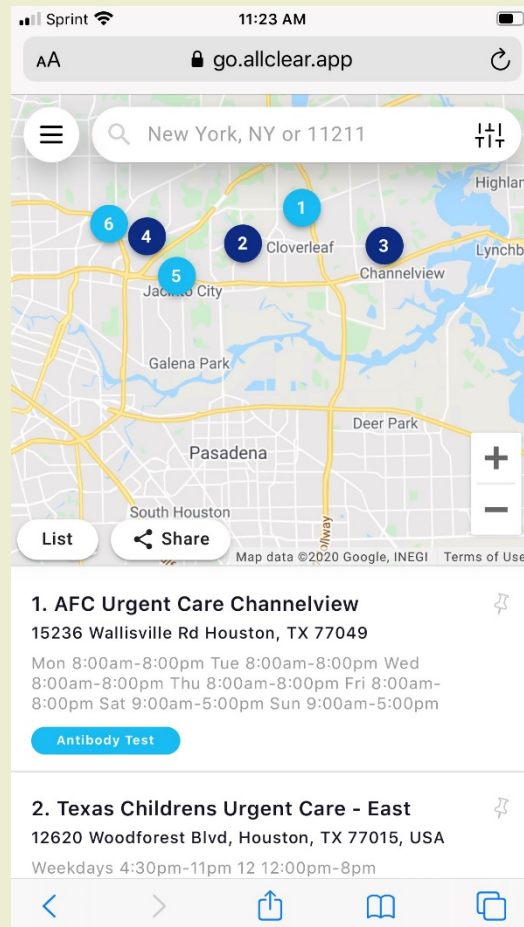 Sprint 11:23 AM
AA go.allclear.app
New York, NY or 11211
Highlan
1
6
4
2
3
Cloverleaf
Lynchb
5
Channelview
Jacinto City
Galena Park
Deer Park
Pasadena
+
South Houston
−
List Share
llway
Map data ©2020 Google, INEGI Terms of Use
1. AFC Urgent Care Channelview
15236 Wallisville Rd Houston, TX 77049
Mon 8:00am-8:00pm Tue 8:00am-8:00pm Wed
8:00am-8:00pm Thu 8:00am-8:00pm Fri 8:00am-
8:00pm Sat 9:00am-5:00pm Sun 9:00am-5:00pm
Antibody Test
2. Texas Childrens Urgent Care - East
12620 Woodforest Blvd, Houston, TX 77015, USA
Weekdays 4:30pm-11pm 12 12:00pm-8pm